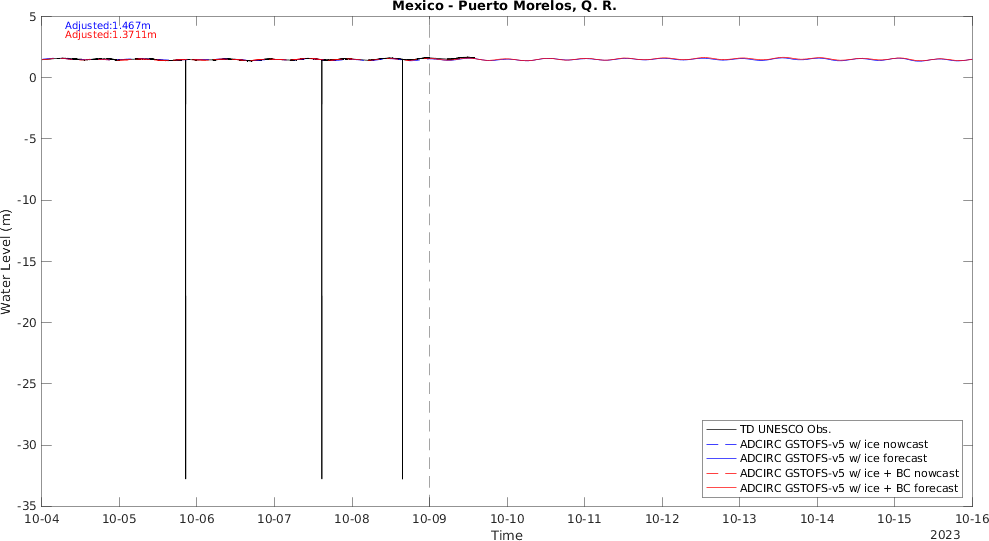 Mexico - Puerto Morelos, Q. R.
Adjusted:1.467m
Adjusted:1.3711m
5
0
-5
-10
-15
-20
-25
-30
-35
Water Level (m)
TD UNESCO Obs.
ADCIRC GSTOFS-v5 w/ ice nowcast
ADCIRC GSTOFS-v5 w/ ice forecast
ADCIRC GSTOFS-v5 w/ ice + BC nowcast
ADCIRC GSTOFS-v5 w/ ice + BC forecast
10-04 10-05 10-06 10-07 10-08 10-09 10-10 10-11 10-12 10-13 10-14 10-15 10-16
Time
2023